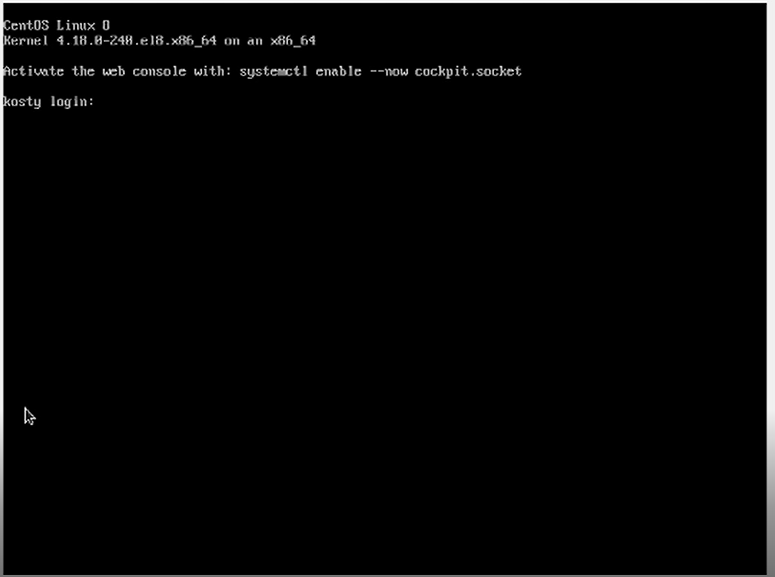 CentOS Linux 8
Kernel 4.18.0-240.el8.x86_64 on an x86_64
Activate the web console with: systemctl enable --now cockpit.socket
kosty login: